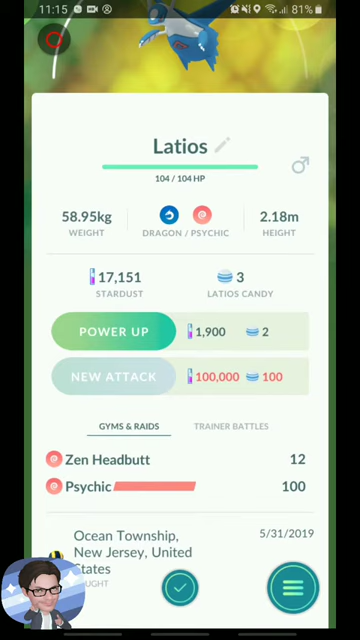 11:15
81%
Latios
104 / 104 HP
58.95kg
WEIGHT
DRAGON / PSYCHIC
2.18m
HEIGHT
17,151
STARDUST
3
LATIOS CANDY
POWER UP
1,900
2
NEW ATTACK
100,000
100
GYMS & RAIDS
TRAINER BATTLES
Zen Headbutt
12
Psychic
100
Ocean Township,
New Jersey, United
States
5/31/2019